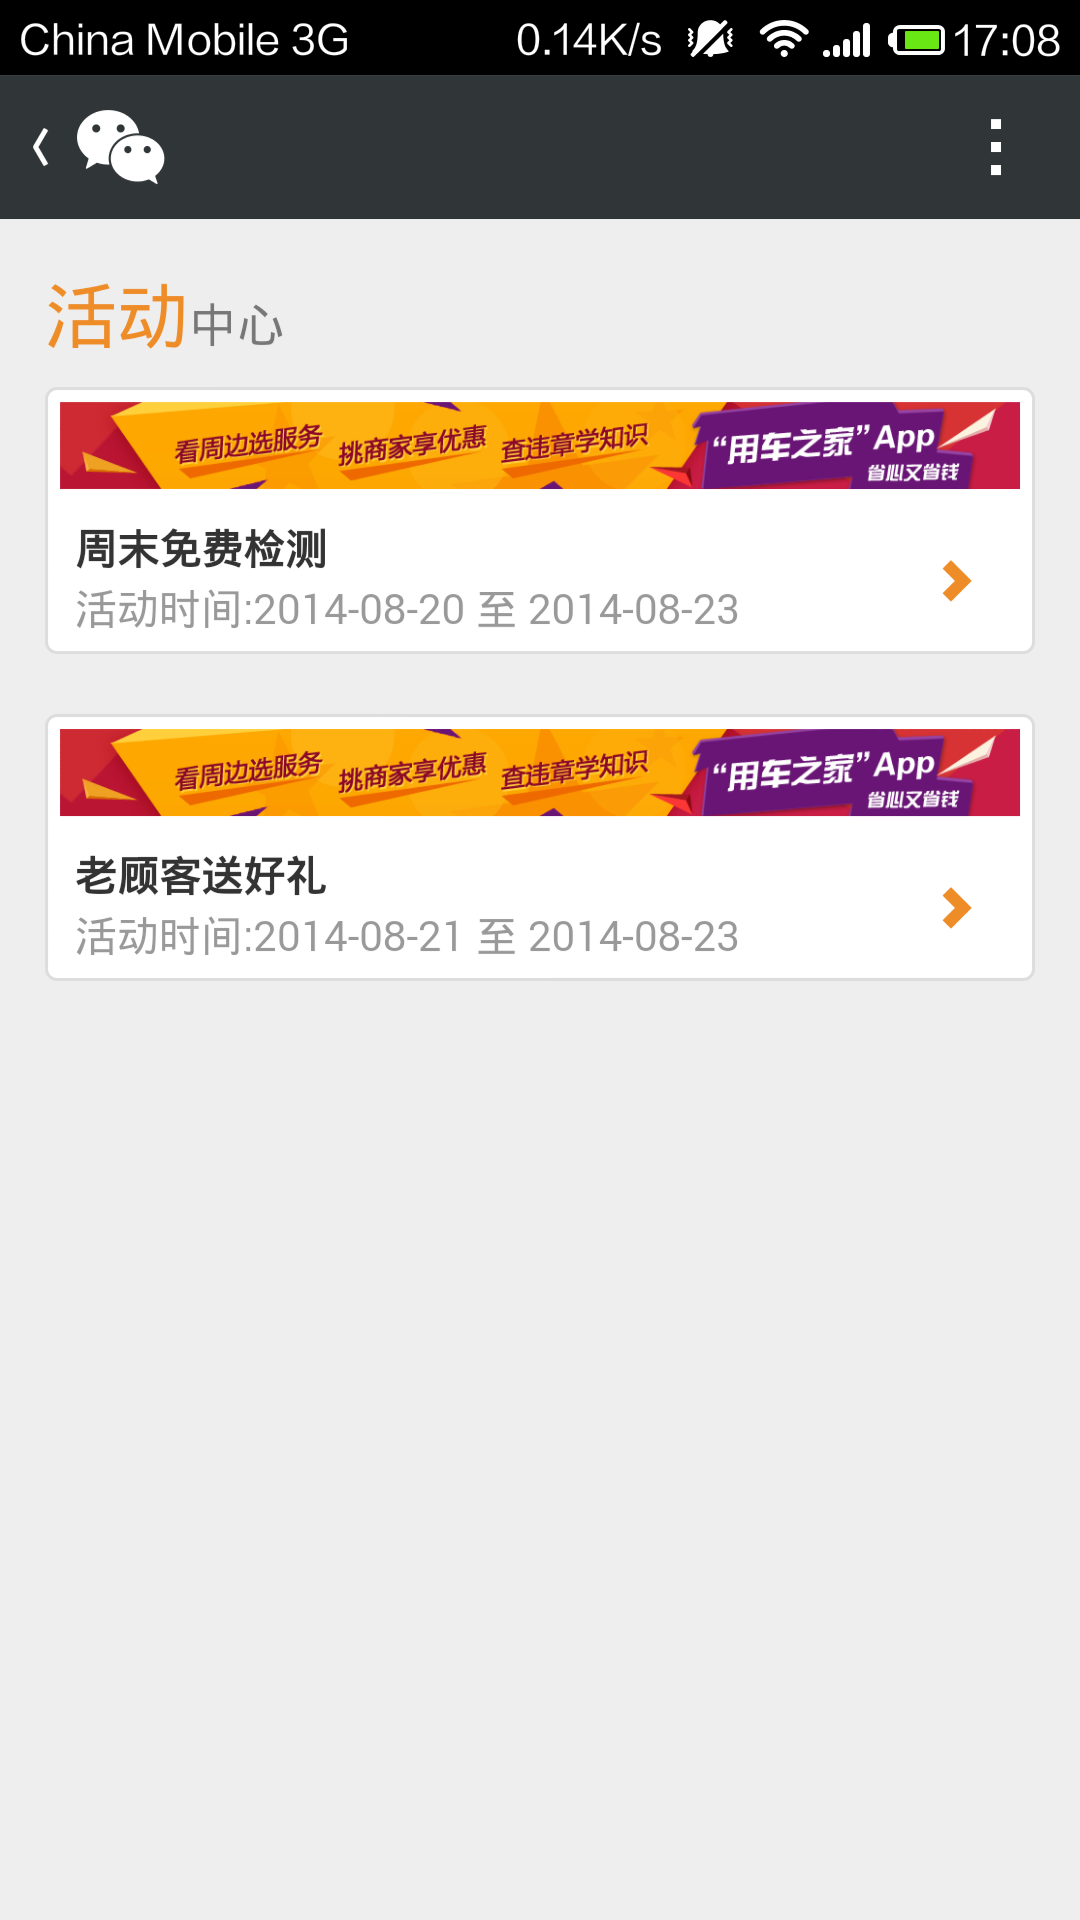 China Mobile 3G 0.14K/s 17:08
活动中心
看周边选服务 挑商家享优惠 查违章学知识 “用车之家”App
省心又省钱
周末免费检测
活动时间:2014-08-20 至 2014-08-23
看周边选服务 挑商家享优惠 查违章学知识 “用车之家”App
省心又省钱
老顾客送好礼
活动时间:2014-08-21 至 2014-08-23